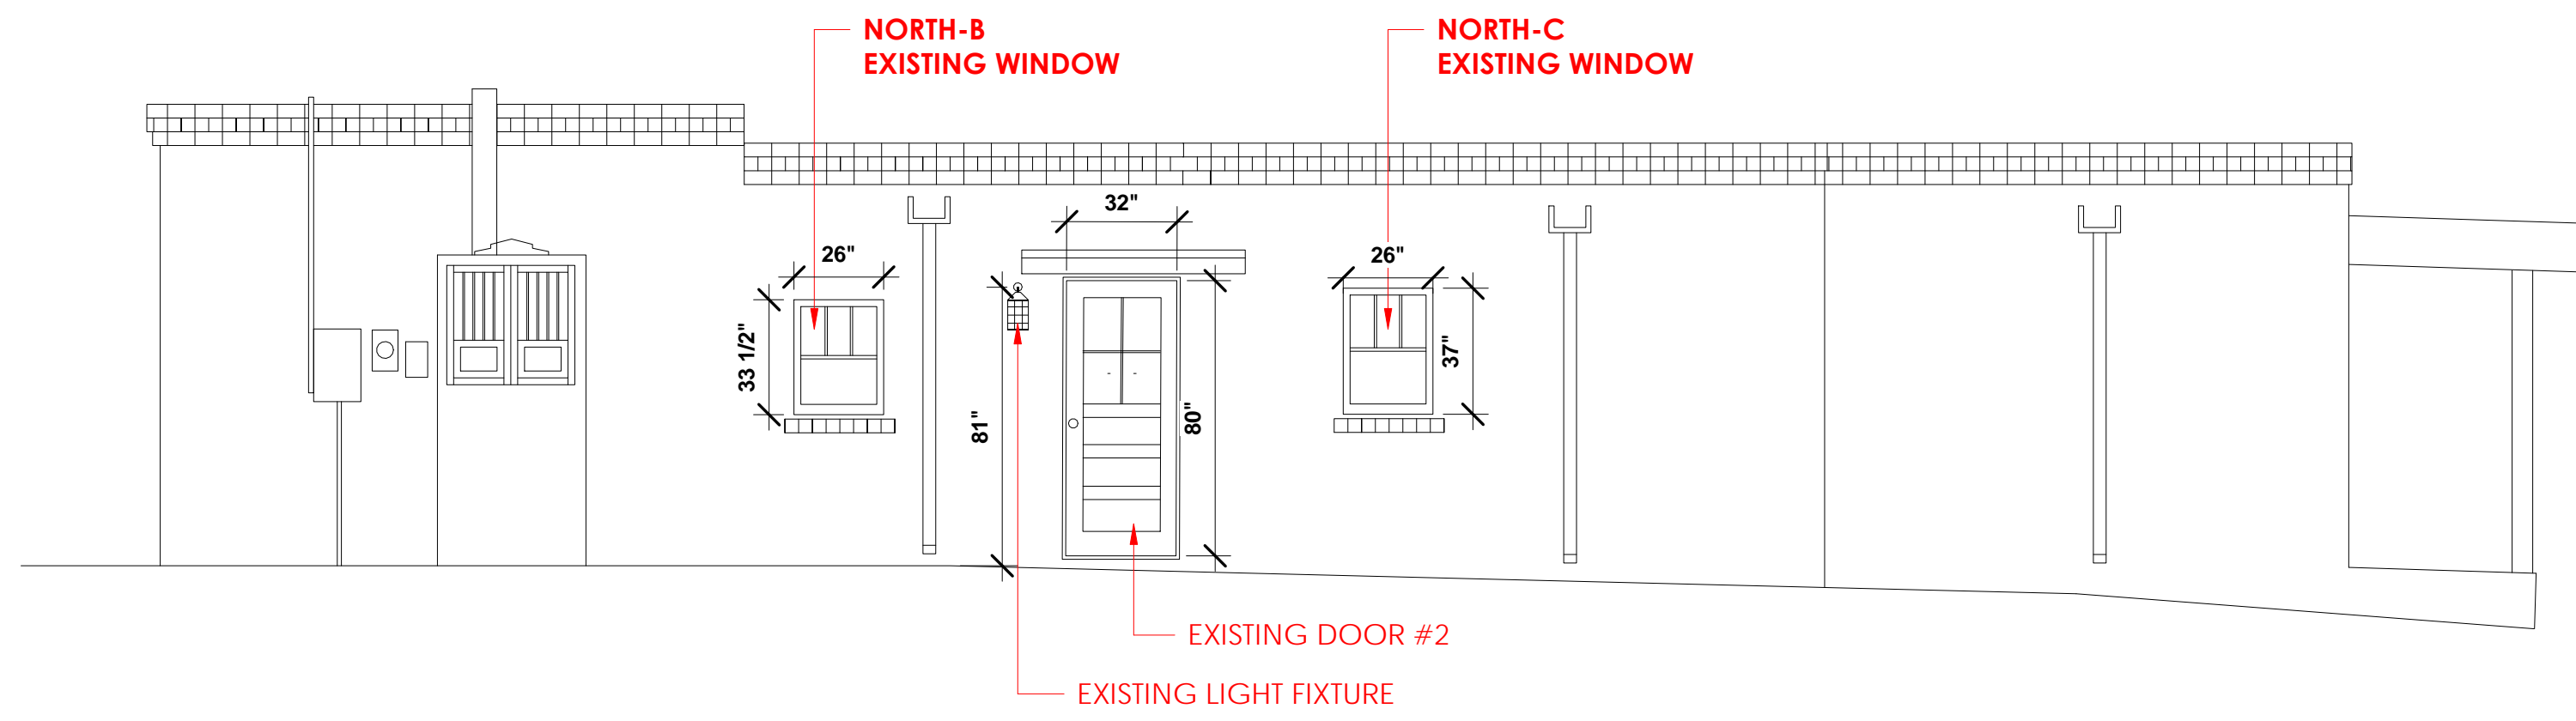 NORTH-B
EXISTING WINDOW
NORTH-C
EXISTING WINDOW
32"
26"
26"
33 1/2"
81"
80"
37"
EXISTING DOOR #2
EXISTING LIGHT FIXTURE